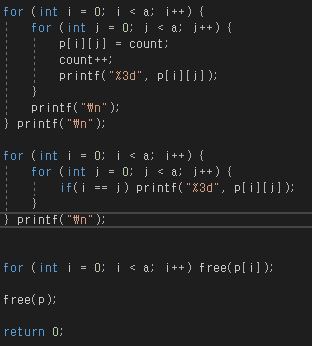 for (int i = 0; i < a; i++) {
for (int j = 0; j < a; j++) {
p[i][j] = count;
count++;
printf("%3d", p[i][j]);
}
printf("₩n");
} printf("₩n");
for (int i = 0; i < a; i++) {
for (int j = 0; j < a; j++) {
if(i == j) printf("%3d", p[i][j]);
}
} printf("₩n");
for (int i = 0; i < a; i++) free(p[i]);
free(p);
return 0;